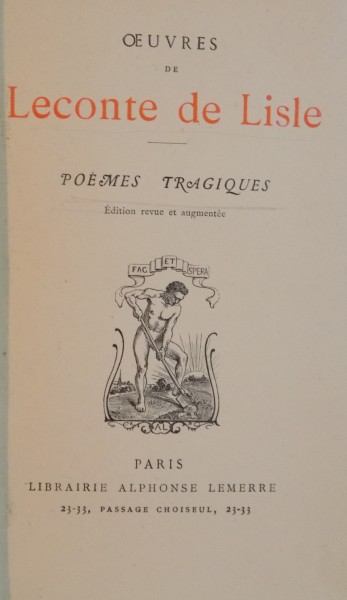 ŒUVRES
DE
Leconte de Lisle
POÈMES TRAGIQUES
Édition revue et augmentée
FAC ET SPERA
AL
PARIS
LIBRAIRIE ALPHONSE LEMERRE
23-33, PASSAGE CHOISEUL, 23-33